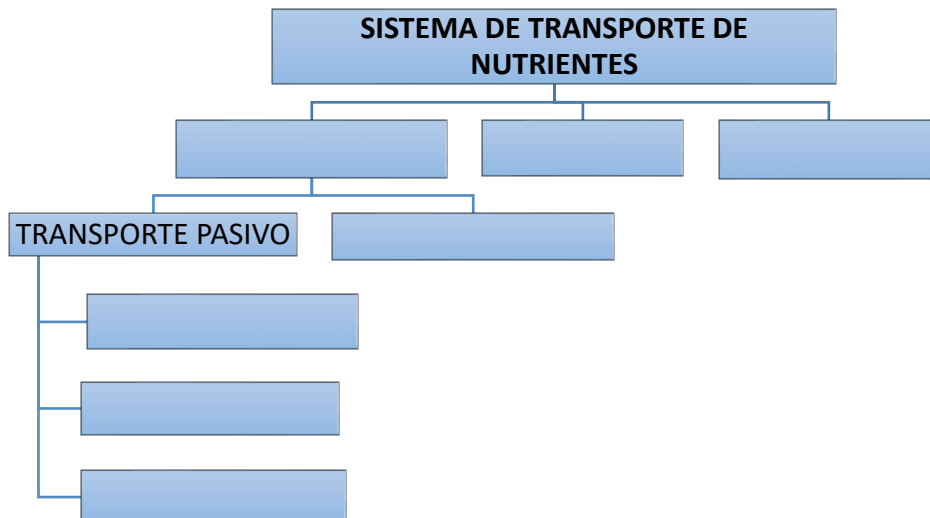 SISTEMA DE TRANSPORTE DE
NUTRIENTES
TRANSPORTE PASIVO